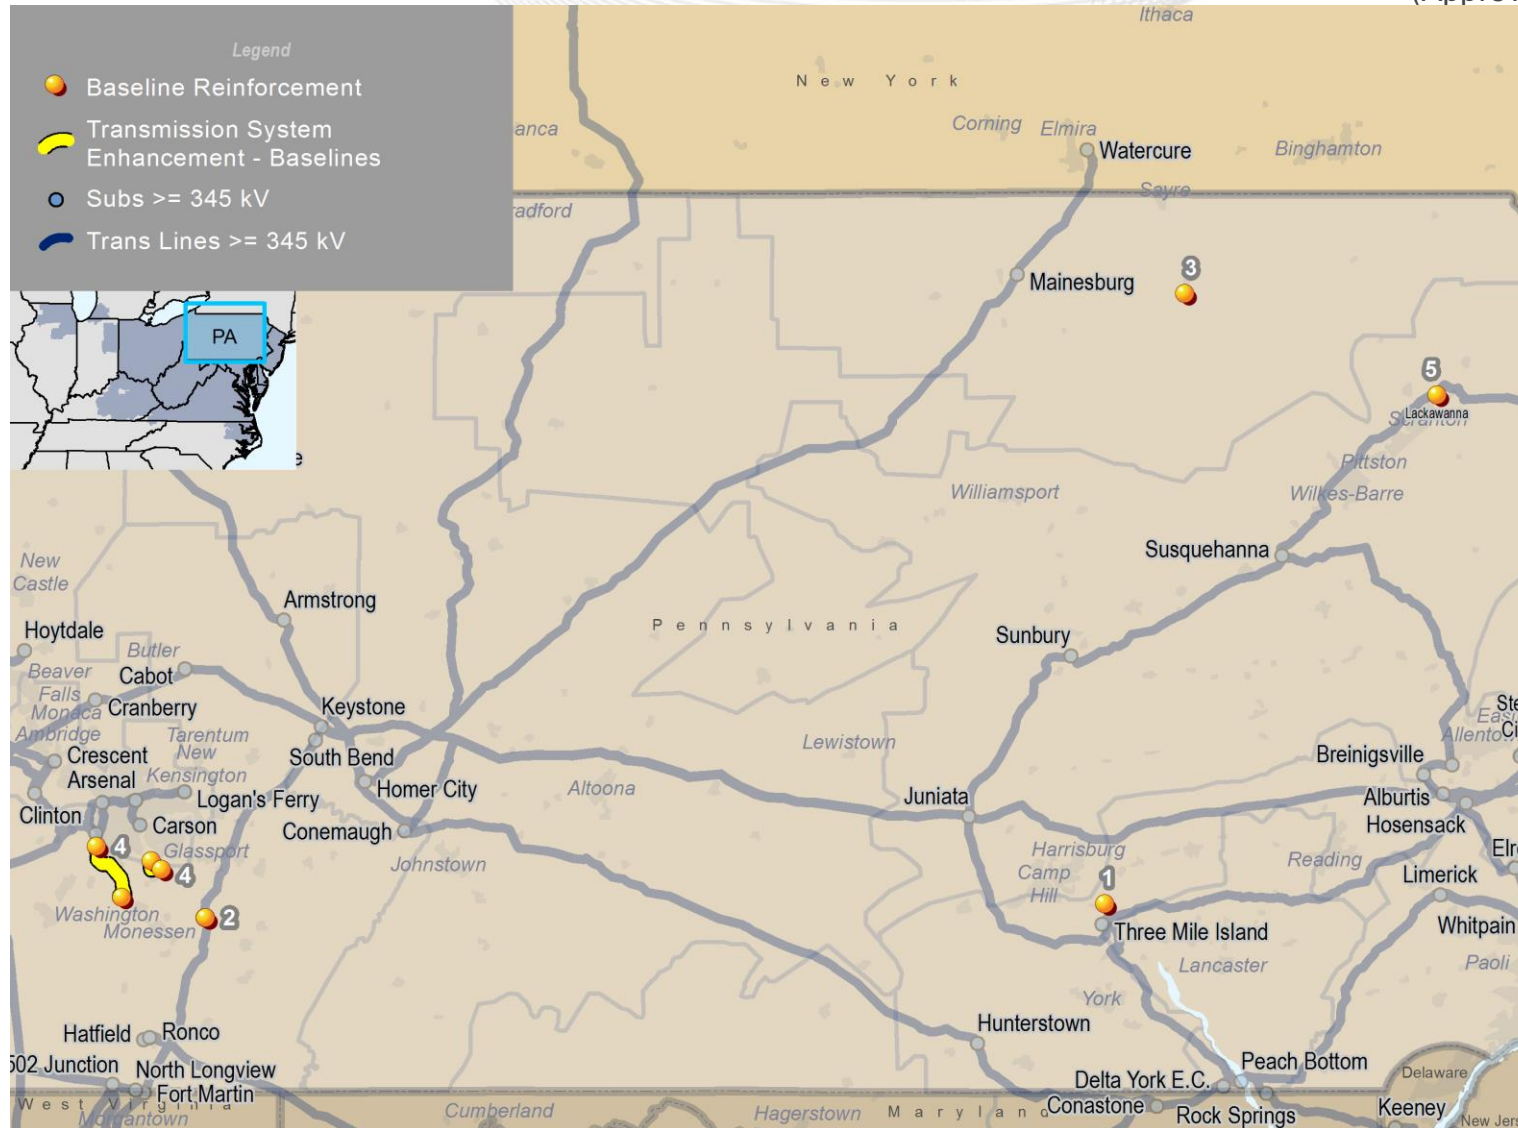 Legend
Baseline Reinforcement
Transmission System
Enhancement - Baselines
Subs >= 345 kV
Trans Lines >= 345 kV
PA
Ithaca
New York
Corning
Elmira
Binghamton
Watercure
Sayre
Mainesburg
3
5
Lackawanna
Scranton
Pittston
Wilkes-Barre
Williamsport
Susquehanna
New
Castle
Armstrong
Hoytdale
Butler
Pennsylvania
Sunbury
Beaver
Falls
Cabot
Monaca
Cranberry
Keystone
Ambridge
Tarentum
New
Kensington
Lewistown
Crescent
South Bend
Breinigsville
Arsenal
Logan's Ferry
Homer City
Altoona
Juniata
Alburtis
Clinton
Carson
Conemaugh
Hosensack
4
Glassport
Johnstown
Harrisburg
Reading
4
Camp
Hill
1
Limerick
Washington
Monessen
2
Three Mile Island
Whitpain
Lancaster
Paoli
York
Hatfield
Ronco
Hunterstown
502 Junction
North Longview
Peach Bottom
Fort Martin
Delta York E.C.
Delaware
West Virginia
Morgantown
Cumberland
Hagerstown
Maryland
Conastone
Rock Springs
Keeney